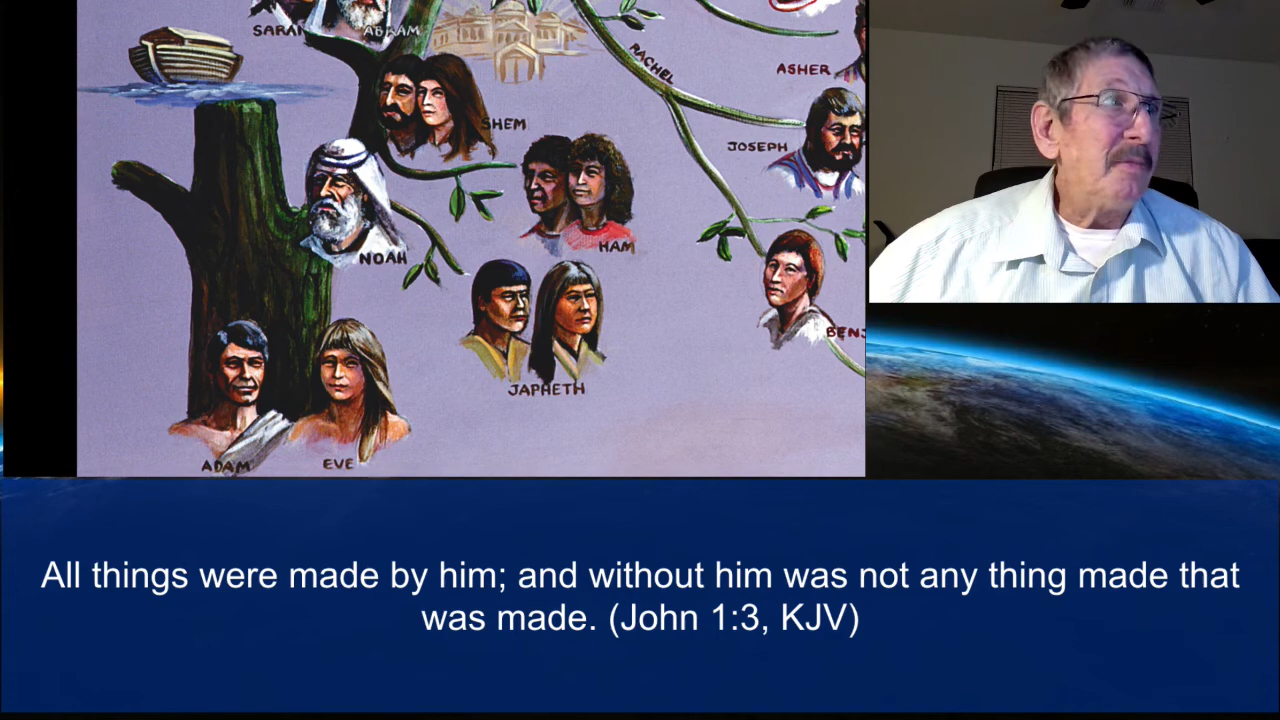 SARAI
ABRAM
RACHEL
ASHER
SHEM
JOSEPH
HAM
NOAH
BENJ
JAPHETH
ADAM
EVE
All things were made by him; and without him was not any thing made that
was made. (John 1:3, KJV)